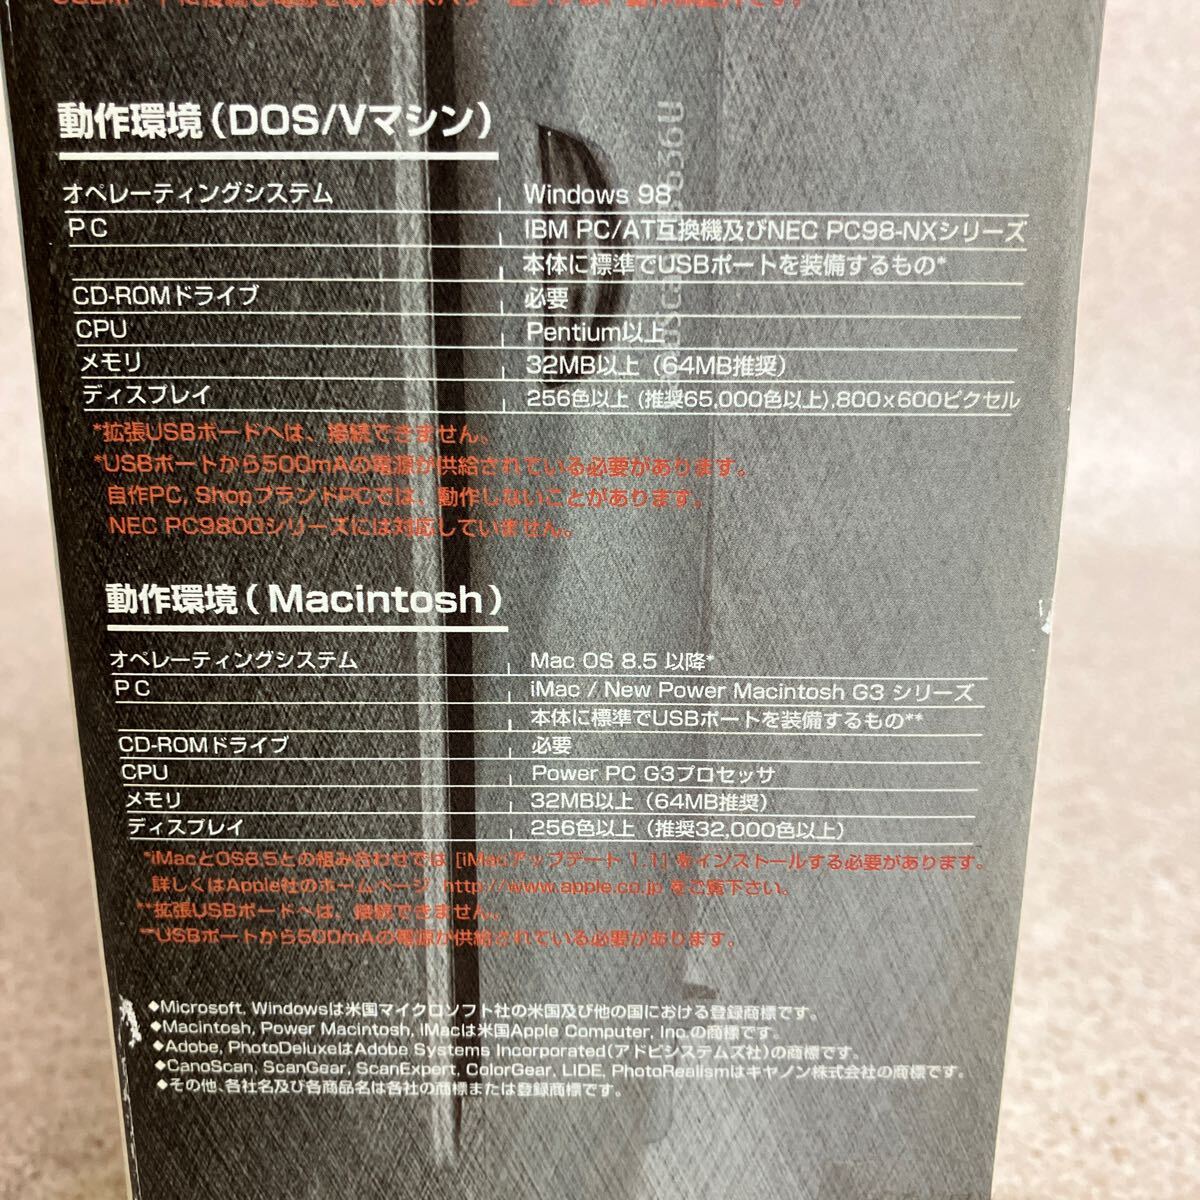 動作環境(DOS/Vマシン)
オペレーティングシステム Windows 98
PC IBM PC/AT互換機及びNEC PC98-NXシリーズ
本体に標準でUSBポートを装備するもの*
CD-ROMドライブ 必要
CPU Pentium以上
メモリ 32MB以上(64MB推奨)
ディスプレイ 256色以上(推奨65,000色以上),800×600ピクセル
*拡張USBボードへは、接続できません。
*USBポートから500mAの電源が供給されている必要があります。
自作PC, ShopブランドPCでは、動作しないことがあります。
NEC PC9800シリーズには対応していません。
動作環境(Macintosh)
オペレーティングシステム Mac OS 8.5 以降*
PC iMac / New Power Macintosh G3 シリーズ
本体に標準でUSBポートを装備するもの**
CD-ROMドライブ 必要
CPU Power PC G3プロセッサ
メモリ 32MB以上(64MB推奨)
ディスプレイ 256色以上(推奨32,000色以上)
*iMacとOS8.5との組み合わせでは [iMacアップデート 1.1] をインストールする必要があります。
詳しくはApple社のホームページ http://www.apple.co.jp をご覧下さい。
**拡張USBボードへは、接続できません。
**USBポートから500mAの電源が供給されている必要があります。
◆Microsoft, Windowsは米国マイクロソフト社の米国及び他の国における登録商標です。
◆Macintosh, Power Macintosh, iMacは米国Apple Computer, Inc.の商標です。
◆Adobe, PhotoDeluxeはAdobe Systems Incorporated(アドビシステムズ社)の商標です。
◆CanoScan, ScanGear, ScanExpert, ColorGear, LIDE, PhotoRealismはキヤノン株式会社の商標です。
◆その他、各社名及び各商品名は各社の商標または登録商標です。